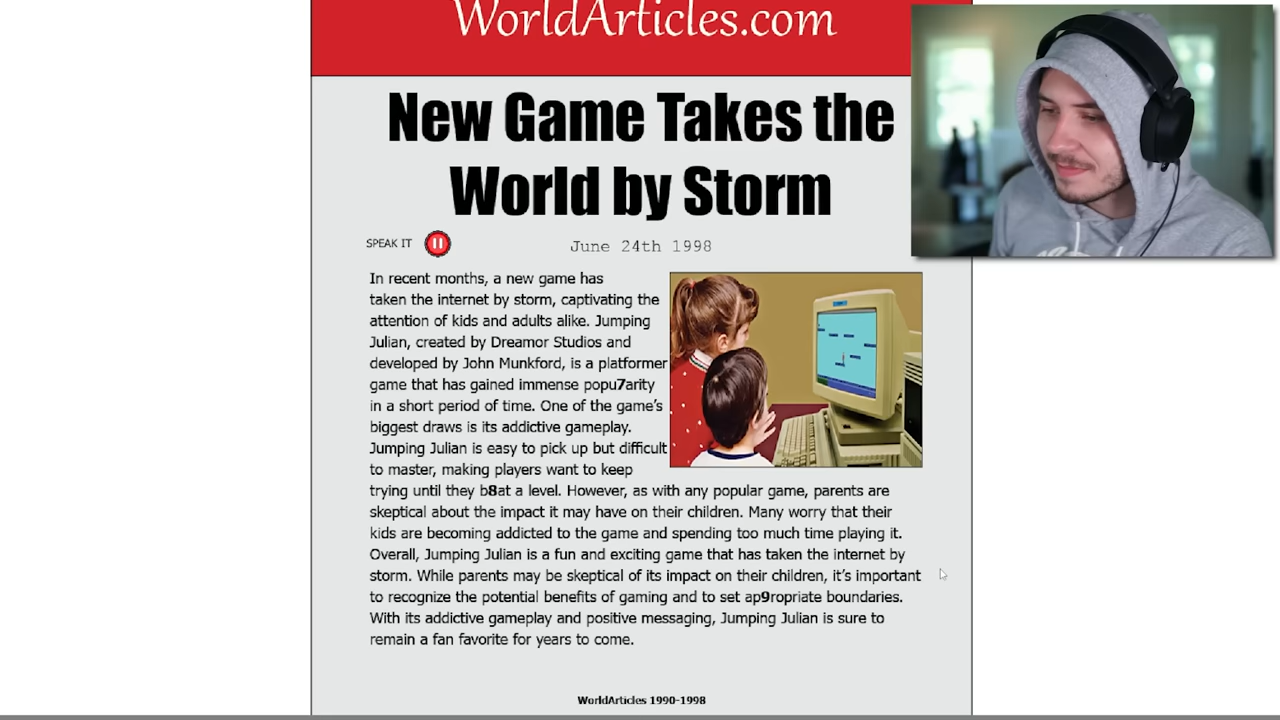 WorldArticles.com
New Game Takes the
World by Storm
SPEAK IT
June 24th 1998
In recent months, a new game has
taken the internet by storm, captivating the
attention of kids and adults alike. Jumping
Julian, created by Dreamor Studios and
developed by John Munkford, is a platformer
game that has gained immense popu7arity
in a short period of time. One of the game's
biggest draws is its addictive gameplay.
Jumping Julian is easy to pick up but difficult
to master, making players want to keep
trying until they b8at a level. However, as with any popular game, parents are
skeptical about the impact it may have on their children. Many worry that their
kids are becoming addicted to the game and spending too much time playing it.
Overall, Jumping Julian is a fun and exciting game that has taken the internet by
storm. While parents may be skeptical of its impact on their children, it's important
to recognize the potential benefits of gaming and to set ap9ropriate boundaries.
With its addictive gameplay and positive messaging, Jumping Julian is sure to
remain a fan favorite for years to come.
WorldArticles 1990-1998